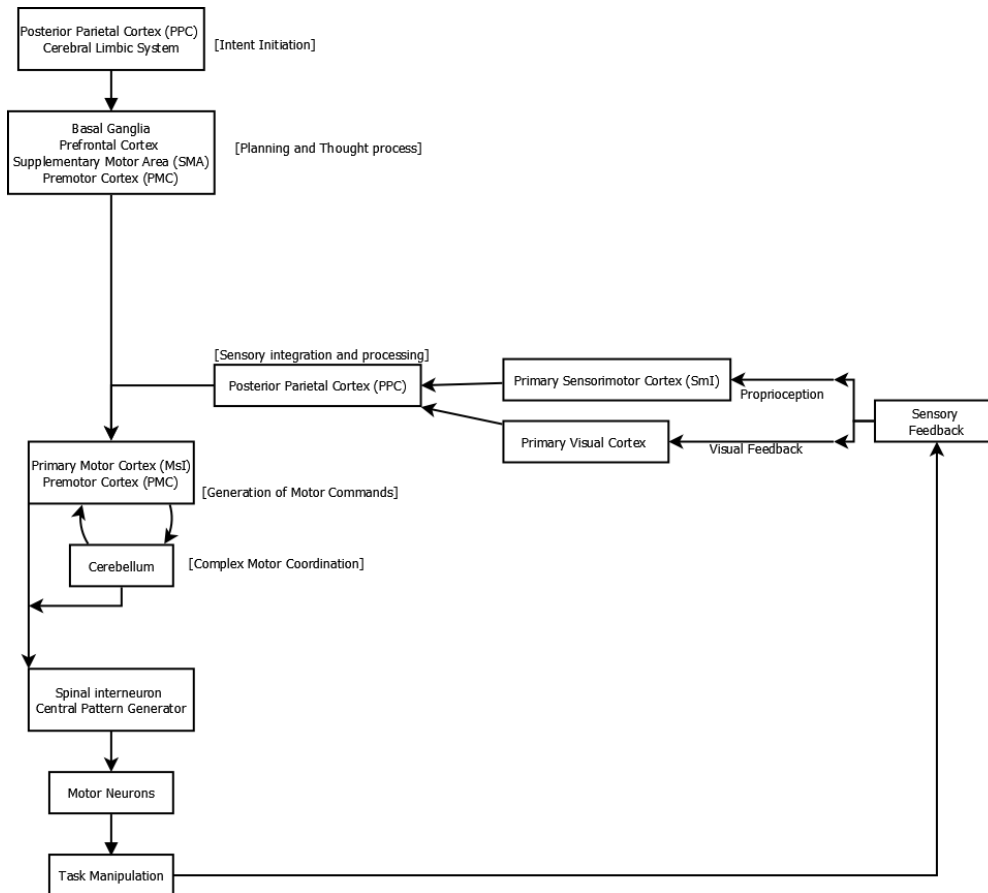 Posterior Parietal Cortex (PPC)
Cerebral Limbic System
[Intent Initiation]
Basal Ganglia
Prefrontal Cortex
Supplementary Motor Area (SMA)
Premotor Cortex (PMC)
[Planning and Thought process]
[Sensory integration and processing]
Posterior Parietal Cortex (PPC)
Primary Sensorimotor Cortex (SmI)
Proprioception
Sensory
Feedback
Primary Visual Cortex
Visual Feedback
Primary Motor Cortex (MsI)
Premotor Cortex (PMC)
[Generation of Motor Commands]
Cerebellum
[Complex Motor Coordination]
Spinal interneuron
Central Pattern Generator
Motor Neurons
Task Manipulation